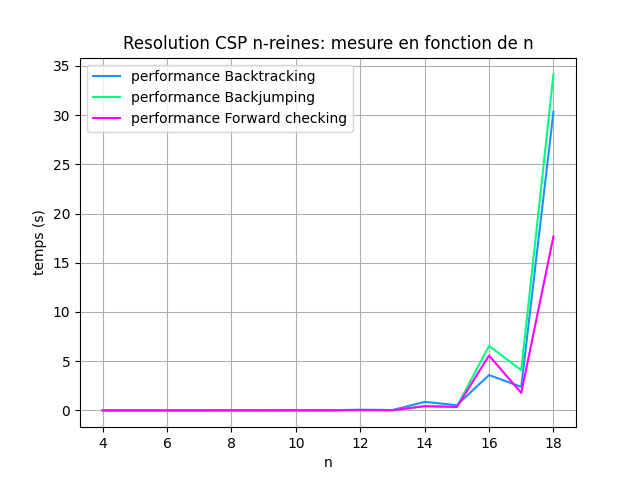 Resolution CSP n-reines: mesure en fonction de n
performance Backtracking
performance Backjumping
performance Forward checking
temps (s)
35
30
25
20
15
10
5
0
4 6 8 10 12 14 16 18
n